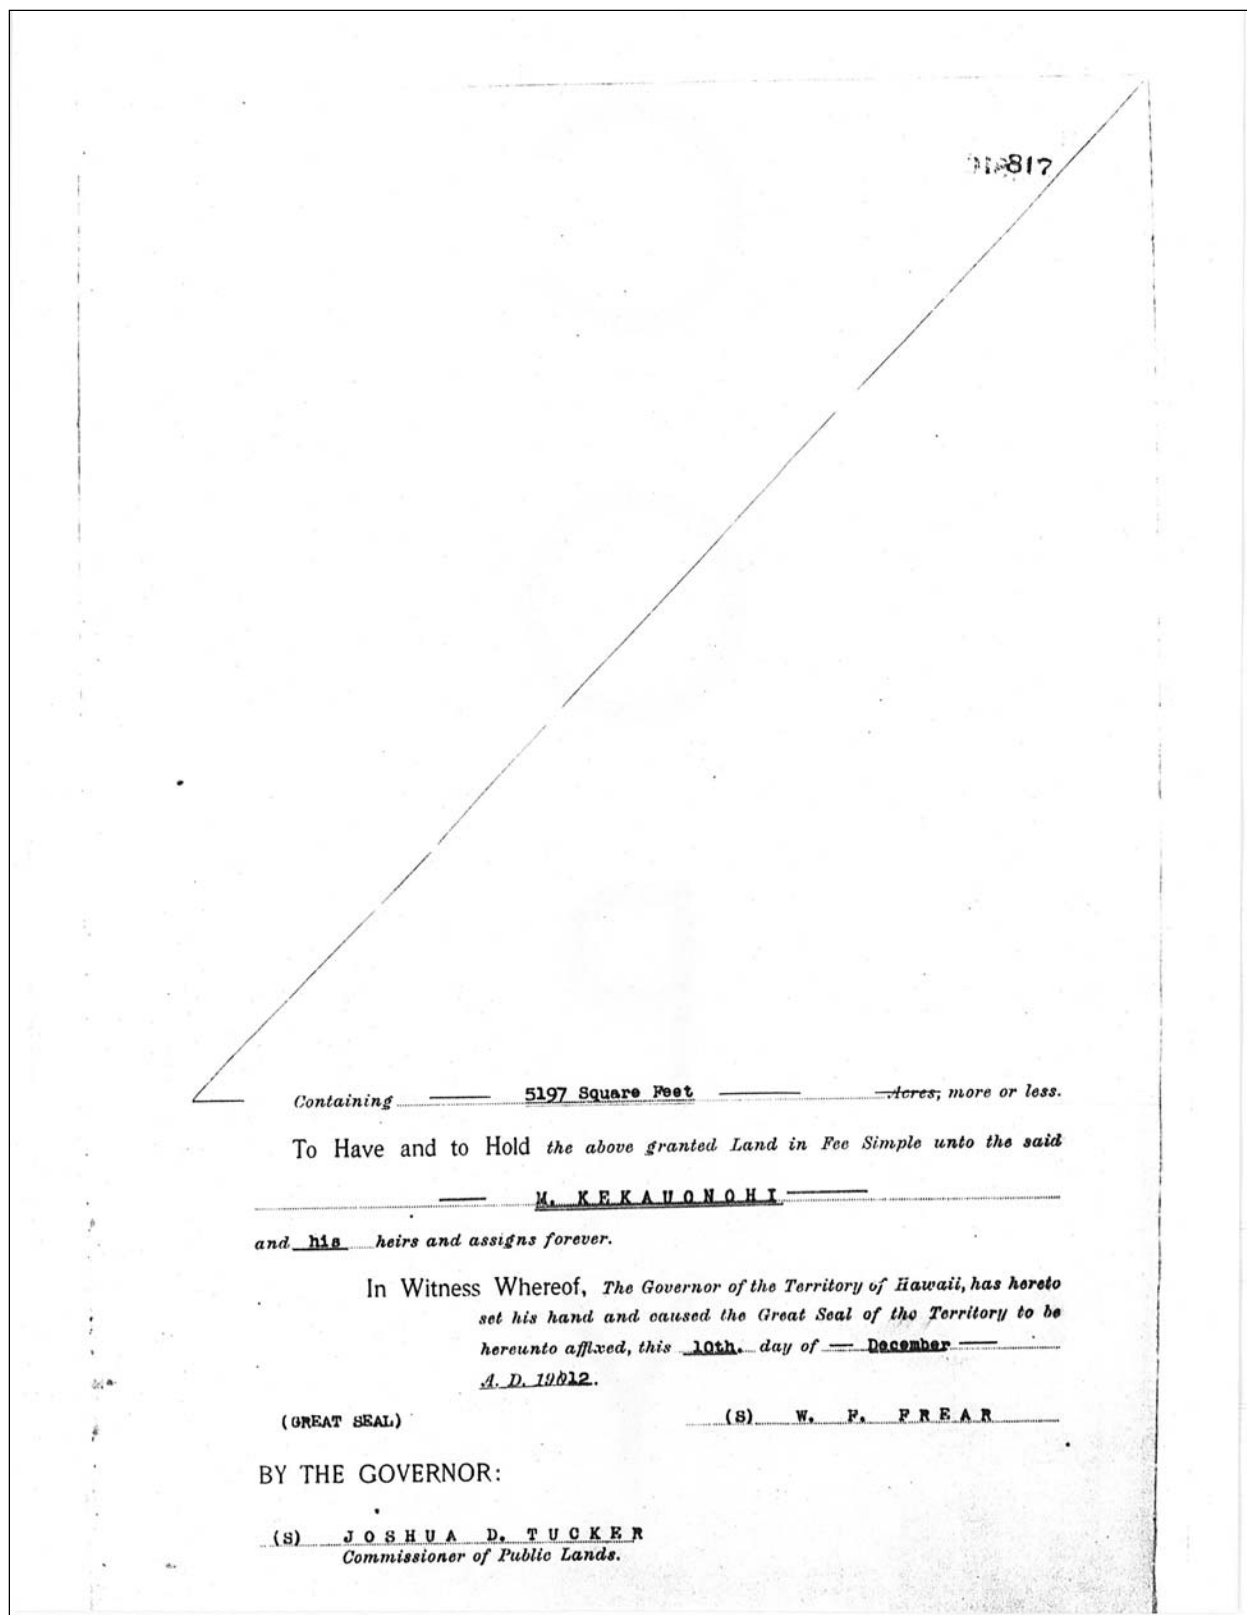 817
Containing 5197 Square Feet Acres, more or less.
To Have and to Hold the above granted Land in Fee Simple unto the said
M. KEKAUONOHI
and his heirs and assigns forever.
In Witness Whereof, The Governor of the Territory of Hawaii, has hereto
set his hand and caused the Great Seal of the Territory to be
hereunto affixed, this 10th. day of December
A. D. 1912.
(GREAT SEAL) (S) W. F. FREAR
BY THE GOVERNOR:
(S) JOSHUA D. TUCKER
Commissioner of Public Lands.